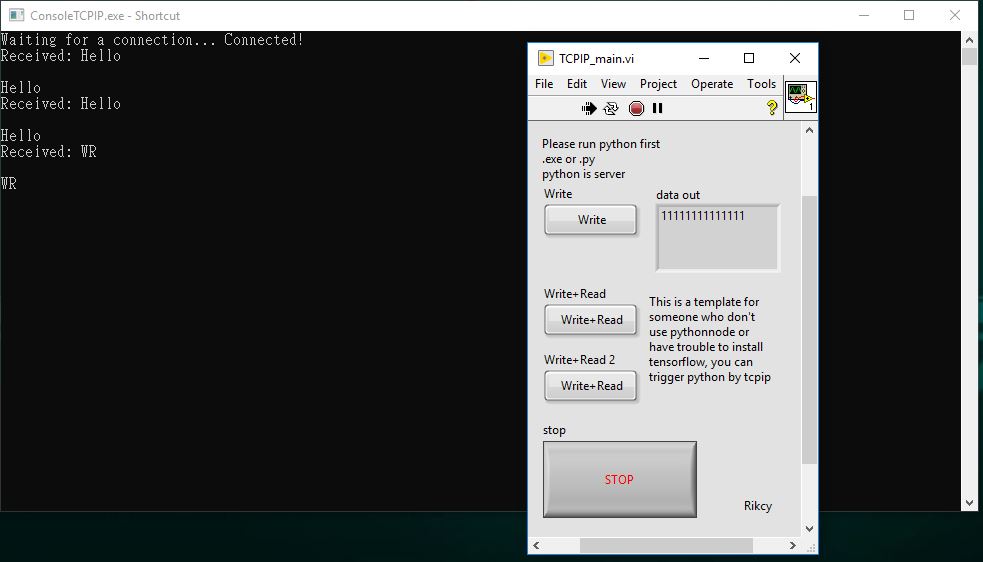 ConsoleTCPIP.exe - Shortcut
Waiting for a connection... Connected!
Received: Hello
Hello
Received: Hello
Hello
Received: WR
WR
TCPIP_main.vi
File Edit View Project Operate Tools
?
1
Please run python first
.exe or .py
python is server
Write
Write
data out
11111111111111
Write+Read
Write+Read
Write+Read 2
Write+Read
This is a template for
someone who don't
use pythonnode or
have trouble to install
tensorflow, you can
trigger python by tcpip
stop
STOP
Rikcy